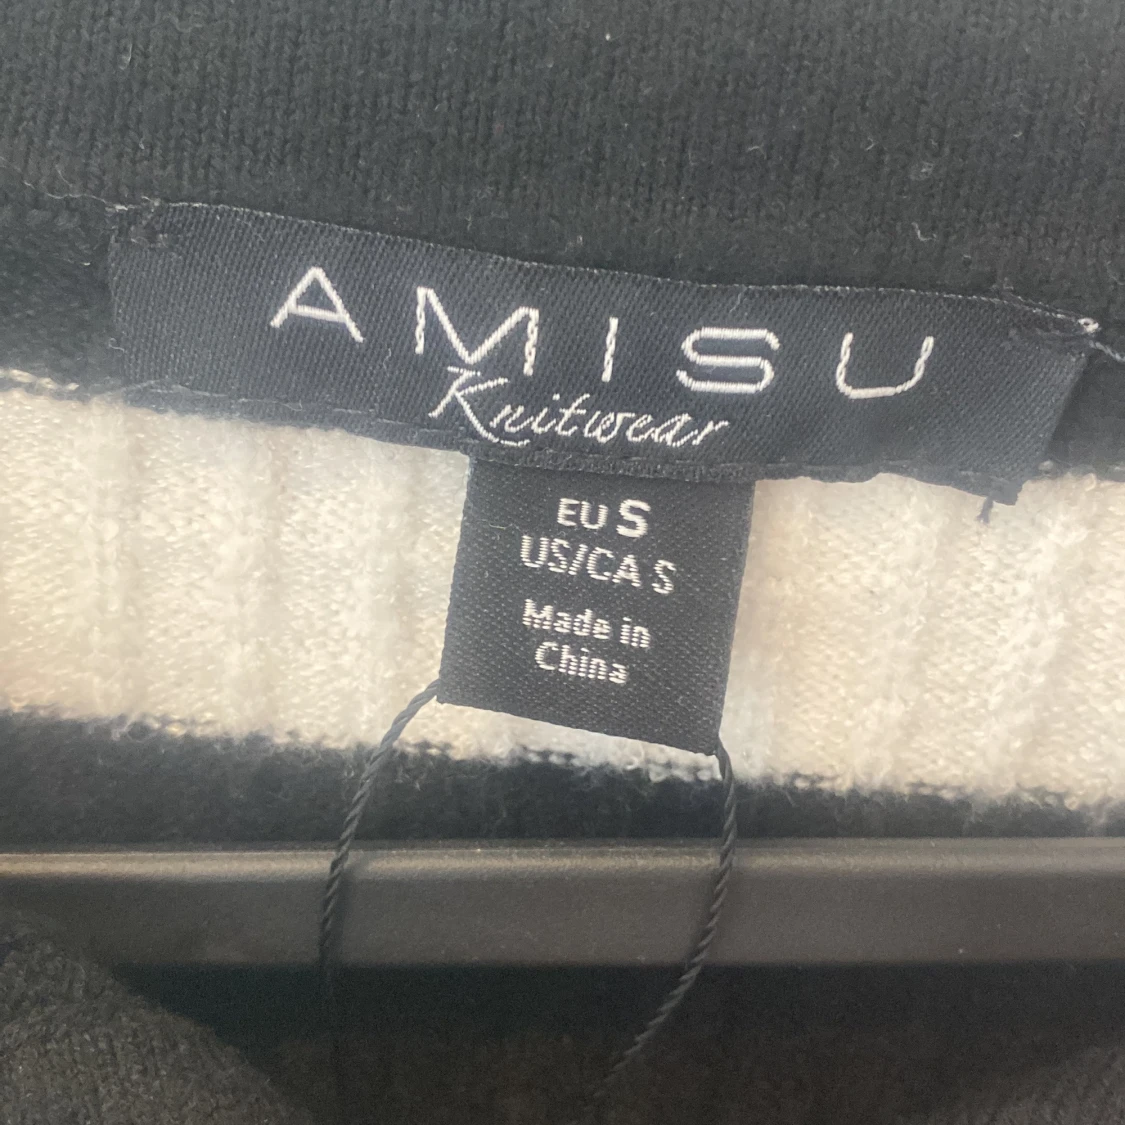 AMISU
Knitwear
EU S
US/CA S
Made in
China